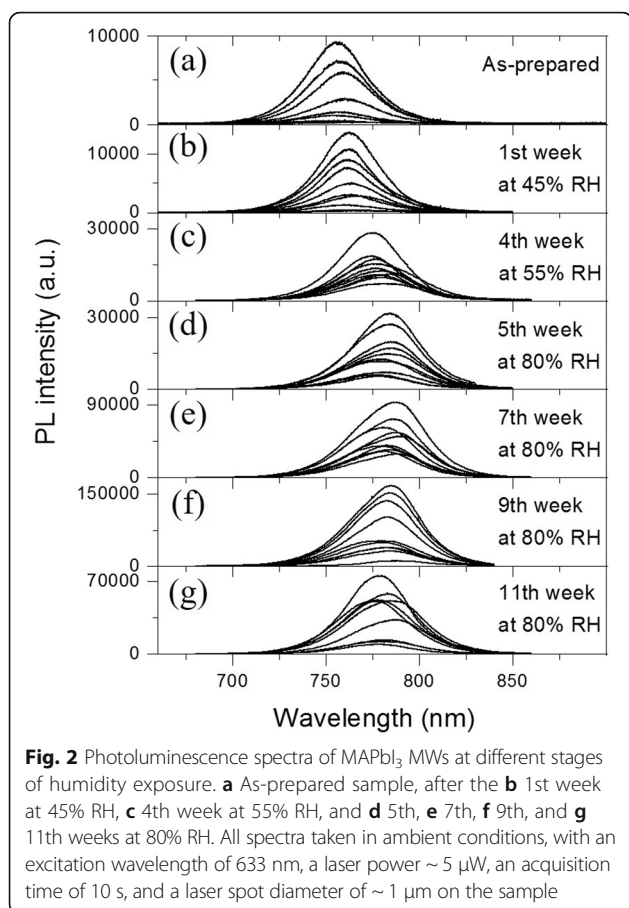 10000
(a)
As-prepared
0
(b)
10000
1st week
at 45% RH
0
30000
(c)
4th week
at 55% RH
0
30000
(d)
5th week
at 80% RH
0
90000
(e)
7th week
at 80% RH
0
150000
(f)
9th week
at 80% RH
0
70000
(g)
11th week
at 80% RH
0
PL intensity (a.u.)
700 750 800 850
Wavelength (nm)
Fig. 2 Photoluminescence spectra of MAPbI₃ MWs at different stages
of humidity exposure. a As-prepared sample, after the b 1st week
at 45% RH, c 4th week at 55% RH, and d 5th, e 7th, f 9th, and g
11th weeks at 80% RH. All spectra taken in ambient conditions, with an
excitation wavelength of 633 nm, a laser power ~ 5 μW, an acquisition
time of 10 s, and a laser spot diameter of ~ 1 μm on the sample